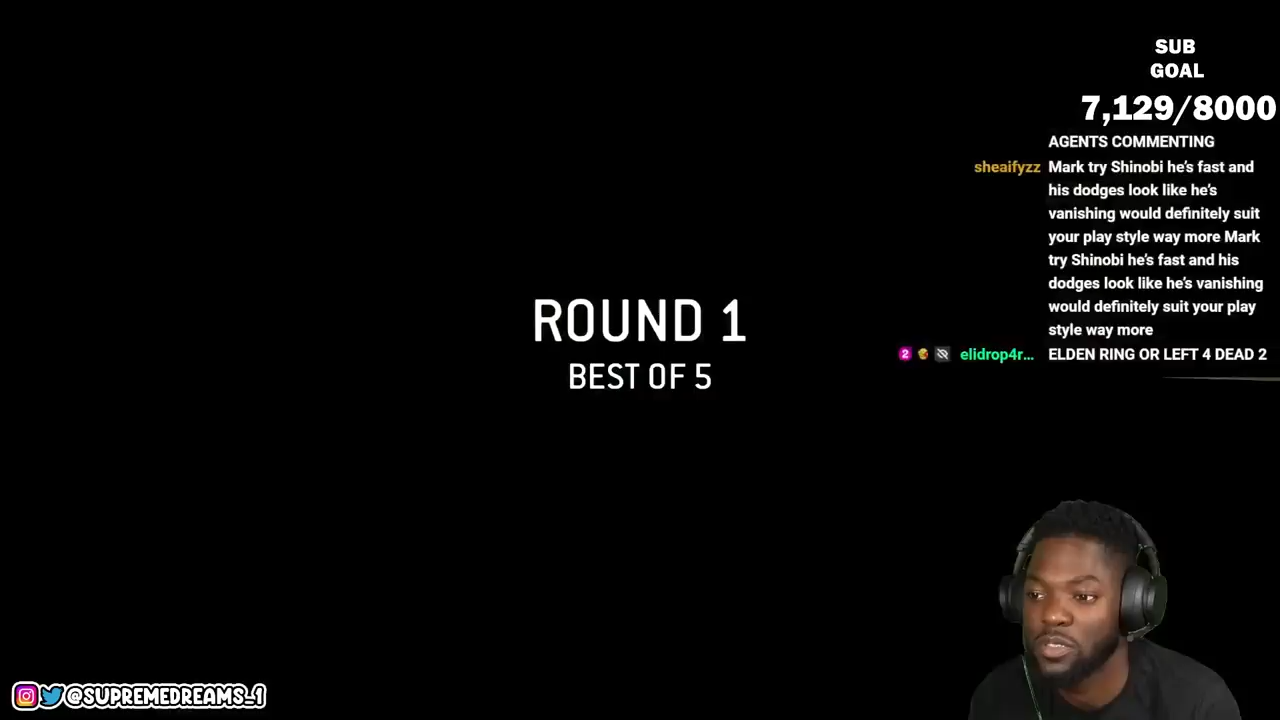 SUB
GOAL
7,129/8000
AGENTS COMMENTING
sheaifyzz Mark try Shinobi he's fast and
his dodges look like he's
vanishing would definitely suit
your play style way more Mark
try Shinobi he's fast and his
dodges look like he's vanishing
would definitely suit your play
style way more
2 elidrop4r... ELDEN RING OR LEFT 4 DEAD 2
ROUND 1
BEST OF 5
@SUPREMEDREAMS_1